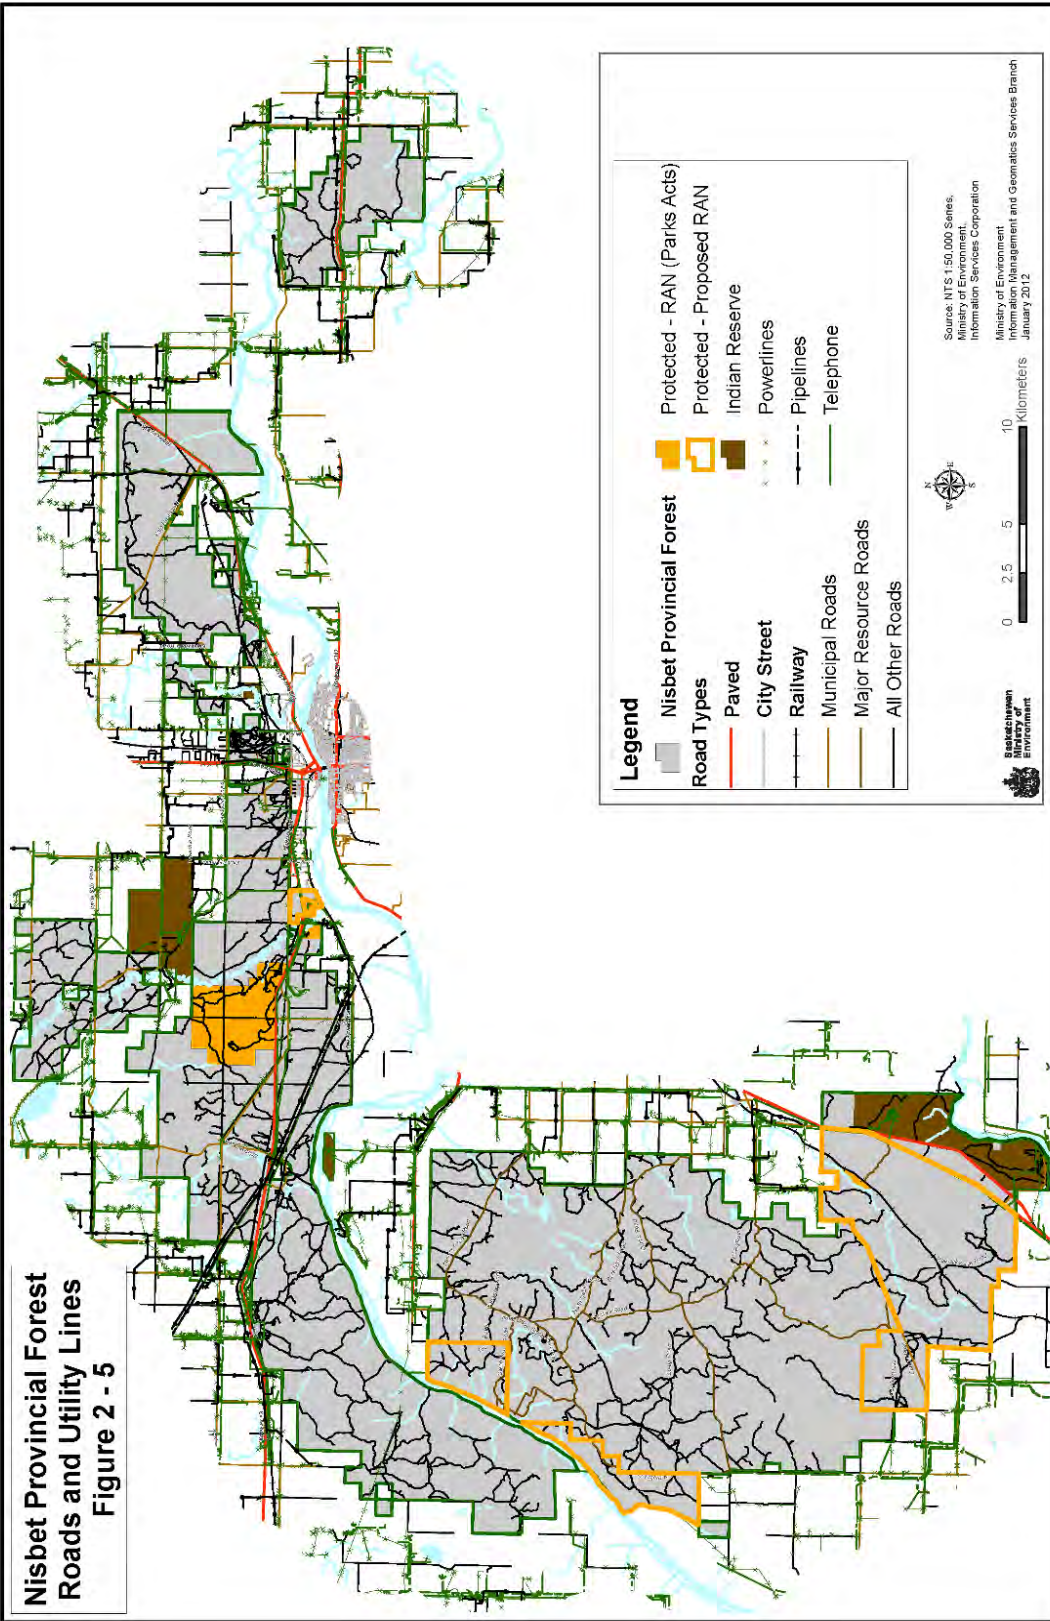 Nisbet Provincial Forest
Roads and Utility Lines
Figure 2 - 5
Legend
Nisbet Provincial Forest
Road Types
Paved
City Street
Railway
Municipal Roads
Major Resource Roads
All Other Roads
Protected - RAN (Parks Acts)
Protected - Proposed RAN
Indian Reserve
Powerlines
Pipelines
Telephone
Saskatchewan
Ministry of
Environment
0 2.5 5 10
Kilometers
N
E
S
W
Source: NTS 1:50,000 Series,
Ministry of Environment,
Information Services Corporation
Ministry of Environment
Information Management and Geomatics Services Branch
January 2012